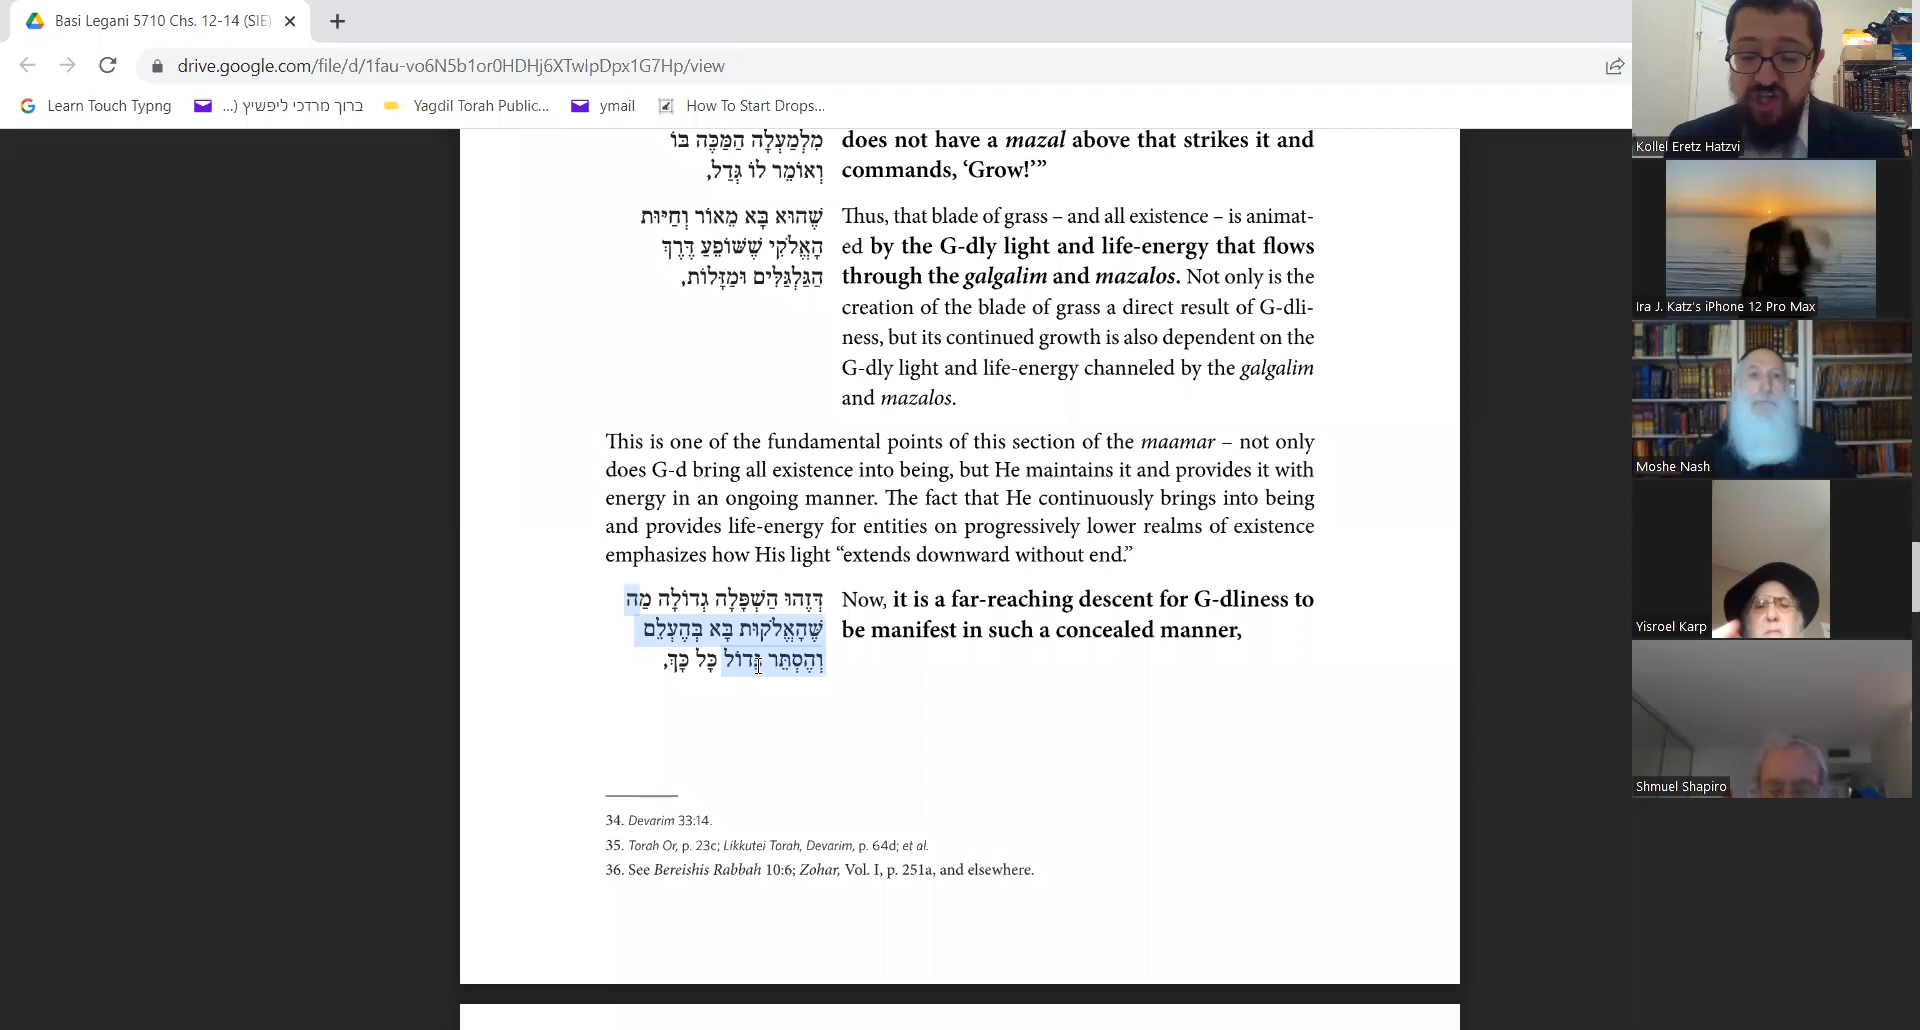 Basi Legani 5710 Chs. 12-14 (SIE)
drive.google.com/file/d/1fau-vo6N5b1or0HDHj6XTwIpDpx1G7Hp/view
Learn Touch Typng
ברוך מרדכי ליפשיץ (...
Yagdil Torah Public...
ymail
How To Start Drops...
מִלְמַעְלָה הַמַּכֶּה בּוֹ
וְאוֹמֵר לוֹ גְּדַל,
does not have a mazal above that strikes it and
commands, ‘Grow!’”
שֶׁהוּא בָּא מֵאוֹר וְחַיּוּת
הָאֱלֹקִי שֶׁשּׁוֹפֵעַ דֶּרֶךְ
הַגַּלְגַּלִּים וּמַזָּלוֹת,
Thus, that blade of grass – and all existence – is animat-
ed by the G-dly light and life-energy that flows
through the galgalim and mazalos. Not only is the
creation of the blade of grass a direct result of G-dli-
ness, but its continued growth is also dependent on the
G-dly light and life-energy channeled by the galgalim
and mazalos.
This is one of the fundamental points of this section of the maamar – not only
does G-d bring all existence into being, but He maintains it and provides it with
energy in an ongoing manner. The fact that He continuously brings into being
and provides life-energy for entities on progressively lower realms of existence
emphasizes how His light “extends downward without end.”
דְּזֶהוּ הַשְׁפָּלָה גְדוֹלָה מַה
שֶּׁהָאֱלֹקוּת בָּא בְּהֶעְלֵם
וְהֶסְתֵּר גָּדוֹל כָּל כָּךְ,
Now, it is a far-reaching descent for G-dliness to
be manifest in such a concealed manner,
34. Devarim 33:14.
35. Torah Or, p. 23c; Likkutei Torah, Devarim, p. 64d; et al.
36. See Bereishis Rabbah 10:6; Zohar, Vol. I, p. 251a, and elsewhere.
Kollel Eretz Hatzvi
Ira J. Katz's iPhone 12 Pro Max
Moshe Nash
Yisroel Karp
Shmuel Shapiro